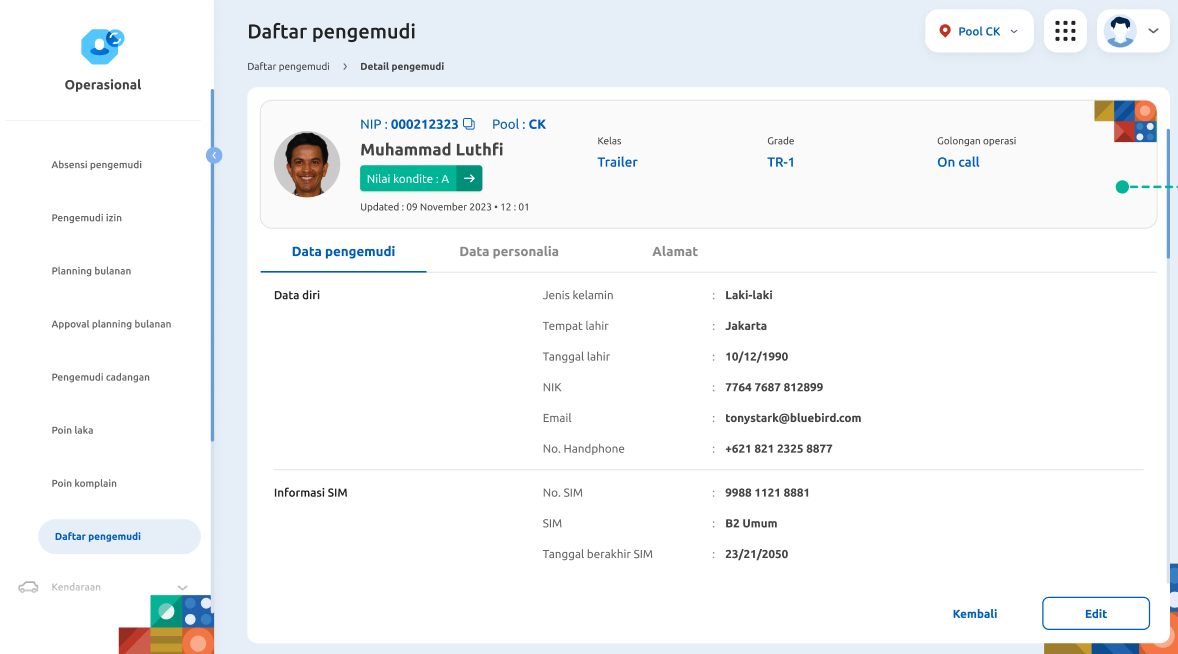 Operasional
Absensi pengemudi
Pengemudi izin
Planning bulanan
Appoval planning bulanan
Pengemudi cadangan
Poin laka
Poin komplain
Daftar pengemudi
Kendaraan
Daftar pengemudi
Pool CK
Daftar pengemudi > Detail pengemudi
NIP : 000212323 Pool : CK
Muhammad Luthfi
Nilai kondite : A →
Updated : 09 November 2023 • 12 : 01
Kelas Grade Golongan operasi
Trailer TR-1 On call
Data pengemudi Data personalia Alamat
Data diri Jenis kelamin : Laki-laki
Tempat lahir : Jakarta
Tanggal lahir : 10/12/1990
NIK : 7764 7687 812899
Email : tonystark@bluebird.com
No. Handphone : +621 821 2325 8877
Informasi SIM No. SIM : 9988 1121 8881
SIM : B2 Umum
Tanggal berakhir SIM : 23/21/2050
Kembali Edit